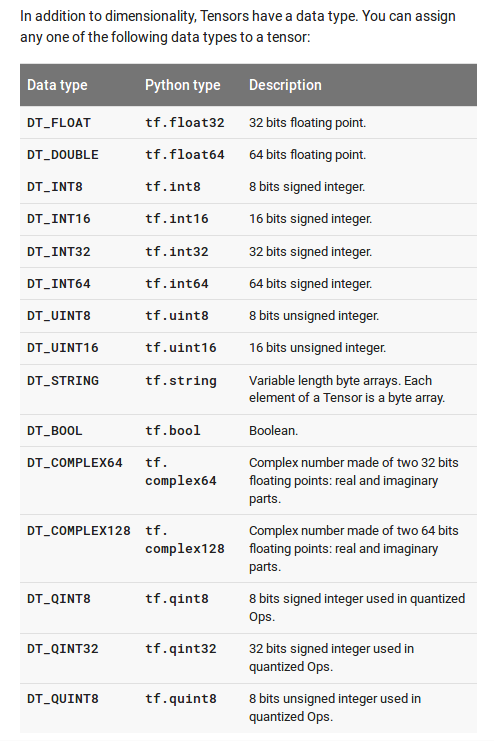 In addition to dimensionality, Tensors have a data type. You can assign
any one of the following data types to a tensor:
Data type Python type Description
DT_FLOAT tf.float32 32 bits floating point.
DT_DOUBLE tf.float64 64 bits floating point.
DT_INT8 tf.int8 8 bits signed integer.
DT_INT16 tf.int16 16 bits signed integer.
DT_INT32 tf.int32 32 bits signed integer.
DT_INT64 tf.int64 64 bits signed integer.
DT_UINT8 tf.uint8 8 bits unsigned integer.
DT_UINT16 tf.uint16 16 bits unsigned integer.
DT_STRING tf.string Variable length byte arrays. Each
element of a Tensor is a byte array.
DT_BOOL tf.bool Boolean.
DT_COMPLEX64 tf. Complex number made of two 32 bits
complex64 floating points: real and imaginary
parts.
DT_COMPLEX128 tf. Complex number made of two 64 bits
complex128 floating points: real and imaginary
parts.
DT_QINT8 tf.qint8 8 bits signed integer used in quantized
Ops.
DT_QINT32 tf.qint32 32 bits signed integer used in
quantized Ops.
DT_QUINT8 tf.quint8 8 bits unsigned integer used in
quantized Ops.